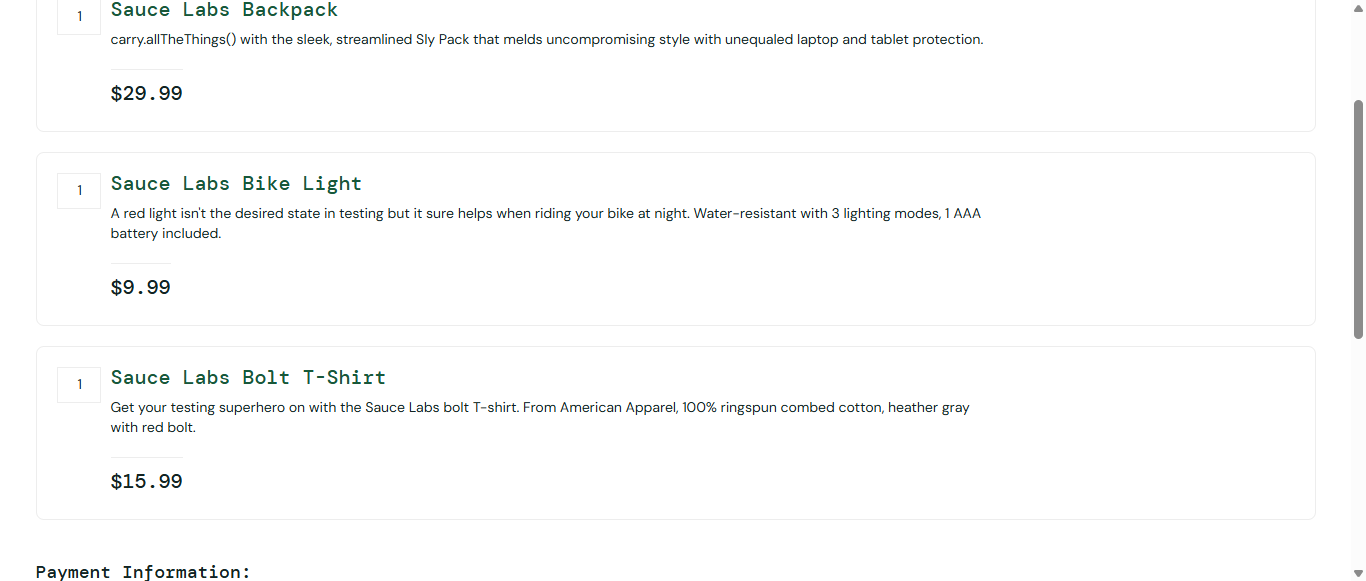 1
Sauce Labs Backpack
carry.allTheThings() with the sleek, streamlined Sly Pack that melds uncompromising style with unequaled laptop and tablet protection.
$29.99
1
Sauce Labs Bike Light
A red light isn't the desired state in testing but it sure helps when riding your bike at night. Water-resistant with 3 lighting modes, 1 AAA
battery included.
$9.99
1
Sauce Labs Bolt T-Shirt
Get your testing superhero on with the Sauce Labs bolt T-shirt. From American Apparel, 100% ringspun combed cotton, heather gray
with red bolt.
$15.99
Payment Information: